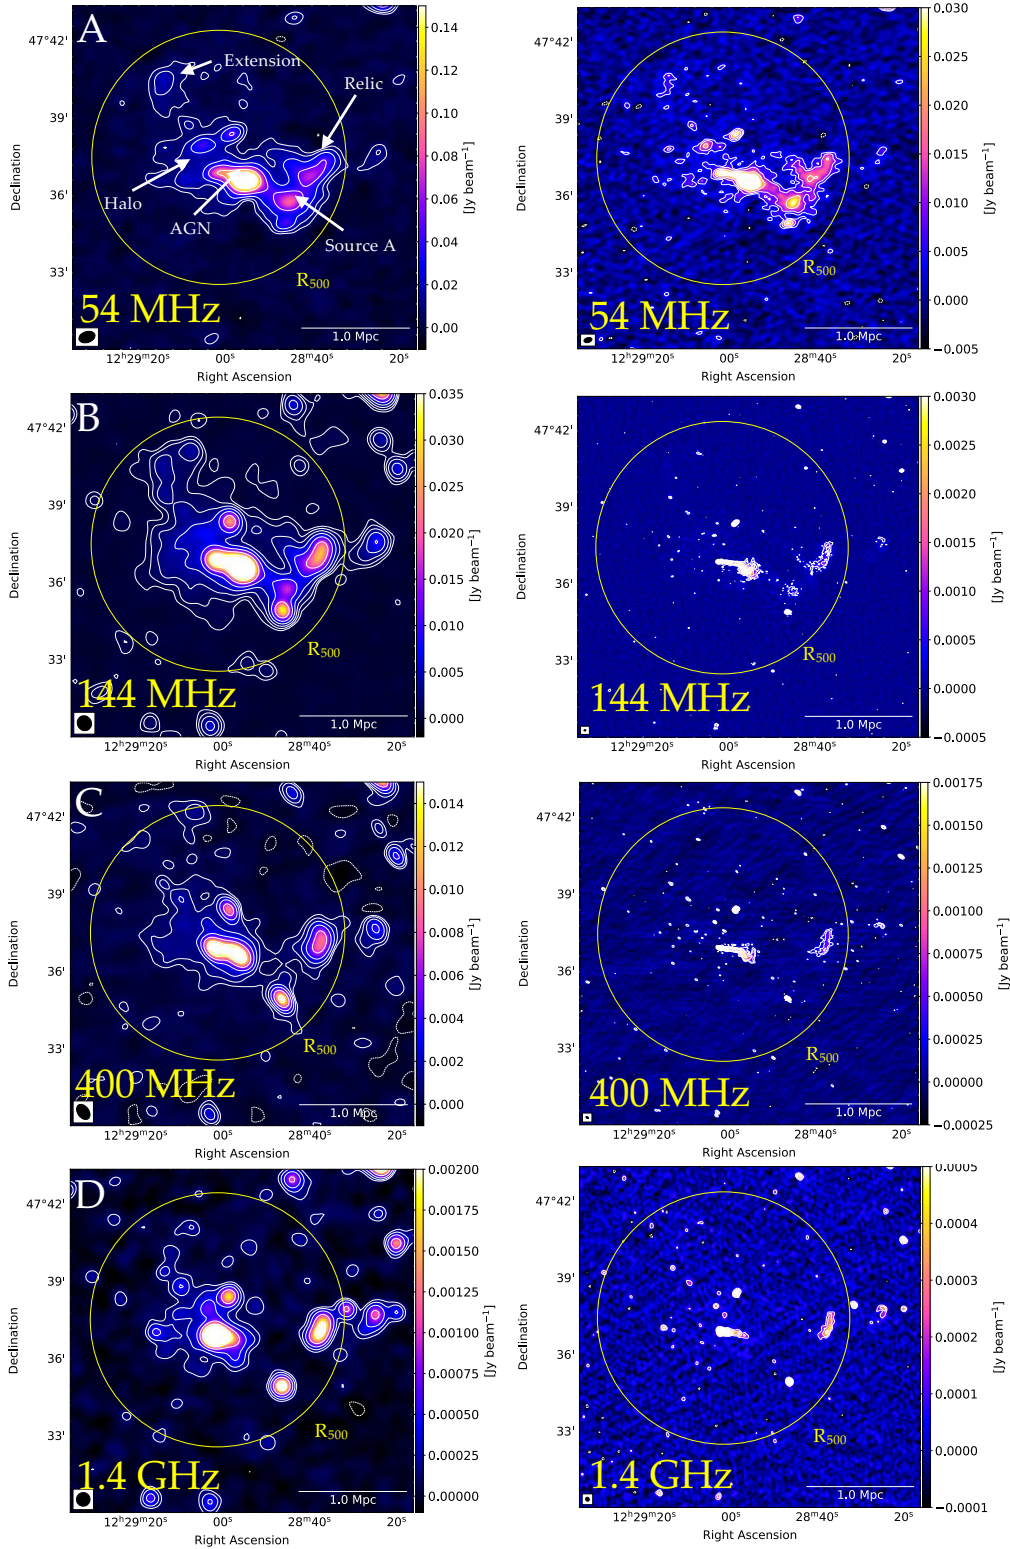 A
47°42'
39'
36'
33'
Declination
Extension
Relic
Halo
AGN
Source A
R500
54 MHz
1.0 Mpc
12h29m20s
00s
28m40s
20s
Right Ascension
0.14
0.12
0.10
0.08
0.06
0.04
0.02
0.00
[Jy beam−1]
47°42'
39'
36'
33'
Declination
R500
54 MHz
1.0 Mpc
12h29m20s
00s
28m40s
20s
Right Ascension
0.030
0.025
0.020
0.015
0.010
0.005
0.000
−0.005
[Jy beam−1]
B
47°42'
39'
36'
33'
Declination
R500
144 MHz
1.0 Mpc
12h29m20s
00s
28m40s
20s
Right Ascension
0.035
0.030
0.025
0.020
0.015
0.010
0.005
0.000
[Jy beam−1]
47°42'
39'
36'
33'
Declination
R500
144 MHz
1.0 Mpc
12h29m20s
00s
28m40s
20s
Right Ascension
0.0030
0.0025
0.0020
0.0015
0.0010
0.0005
0.0000
−0.0005
[Jy beam−1]
C
47°42'
39'
36'
33'
Declination
R500
400 MHz
1.0 Mpc
12h29m20s
00s
28m40s
20s
Right Ascension
0.014
0.012
0.010
0.008
0.006
0.004
0.002
0.000
[Jy beam−1]
47°42'
39'
36'
33'
Declination
R500
400 MHz
1.0 Mpc
12h29m20s
00s
28m40s
20s
Right Ascension
0.00175
0.00150
0.00125
0.00100
0.00075
0.00050
0.00025
0.00000
−0.00025
[Jy beam−1]
D
47°42'
39'
36'
33'
Declination
R500
1.4 GHz
1.0 Mpc
12h29m20s
00s
28m40s
20s
Right Ascension
0.00200
0.00175
0.00150
0.00125
0.00100
0.00075
0.00050
0.00025
0.00000
[Jy beam−1]
47°42'
39'
36'
33'
Declination
R500
1.4 GHz
1.0 Mpc
12h29m20s
00s
28m40s
20s
Right Ascension
0.0005
0.0004
0.0003
0.0002
0.0001
0.0000
−0.0001
[Jy beam−1]